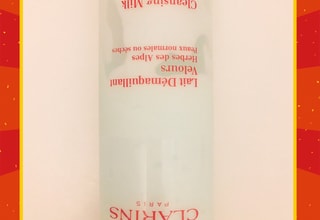 CLARINS
PARIS
Lait Démaquillant
Velours
Herbes des Alpes
Peaux normales ou sèches
Cleansing Milk